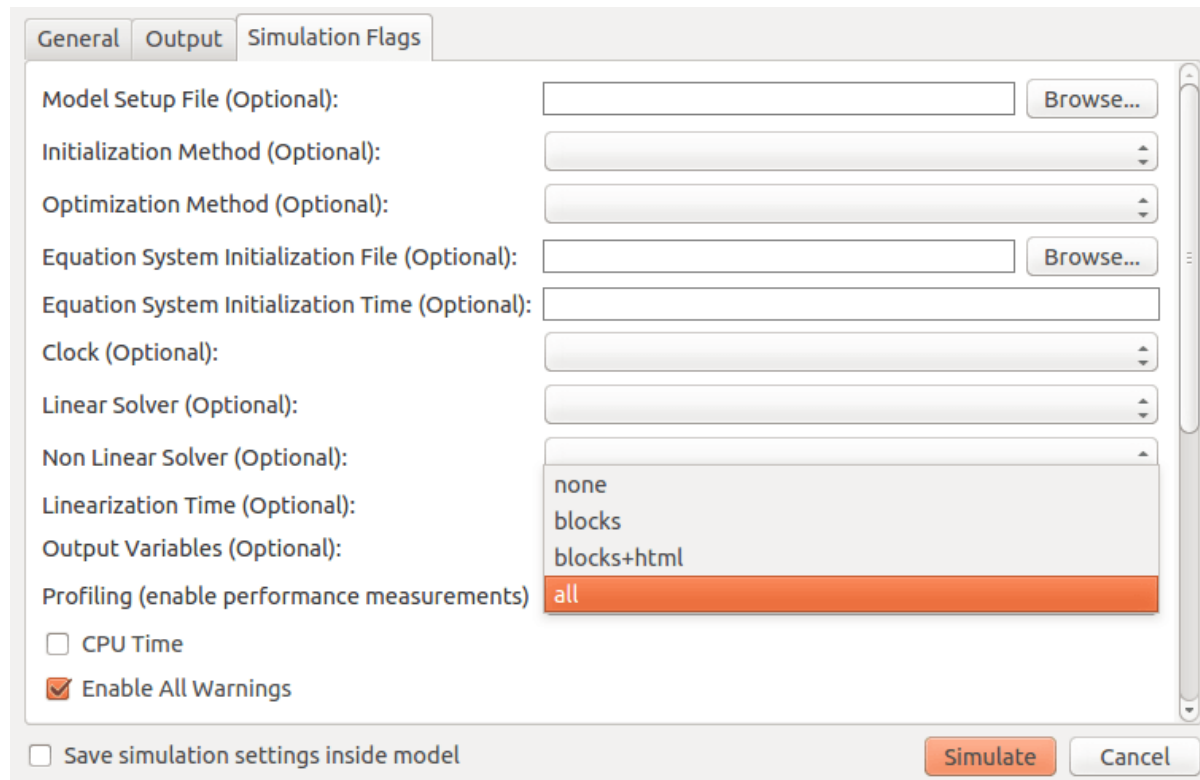 General Output Simulation Flags
Model Setup File (Optional): Browse...
Initialization Method (Optional):
Optimization Method (Optional):
Equation System Initialization File (Optional): Browse...
Equation System Initialization Time (Optional):
Clock (Optional):
Linear Solver (Optional):
Non Linear Solver (Optional):
none
Linearization Time (Optional):
blocks
Output Variables (Optional):
blocks+html
Profiling (enable performance measurements) all
CPU Time
Enable All Warnings
Save simulation settings inside model Simulate Cancel